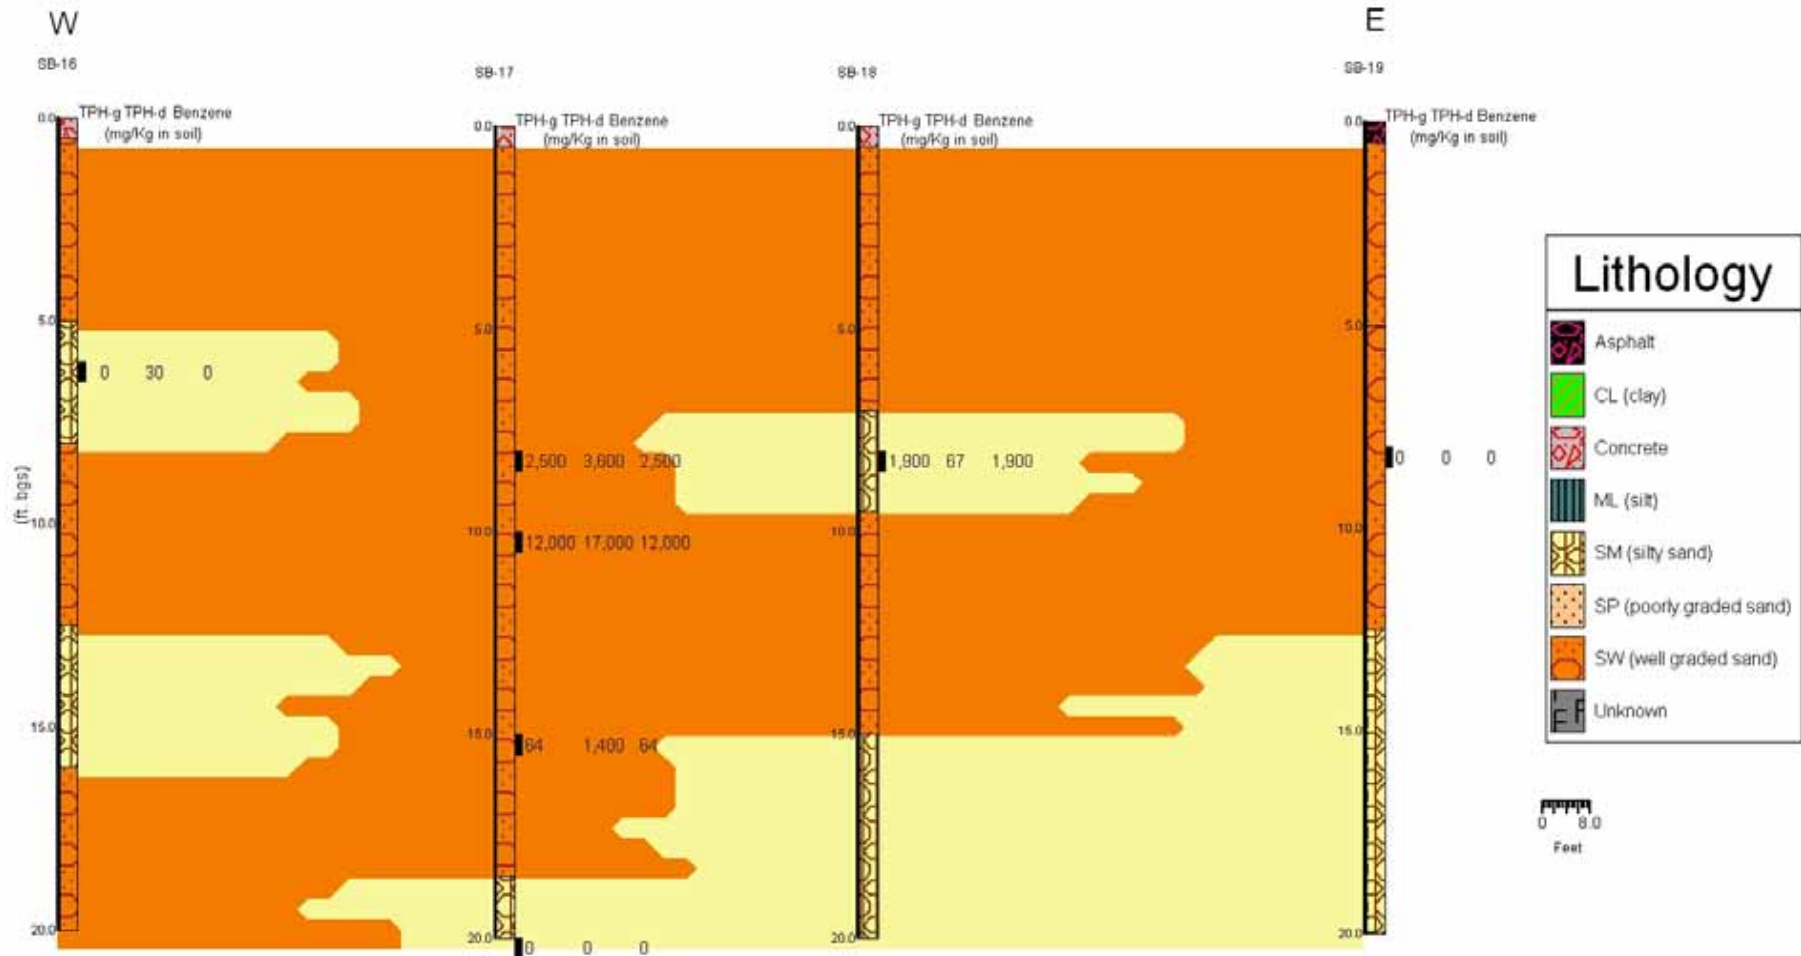 W
E
SB-16
SB-17
SB-18
SB-19
TPH-g TPH-d Benzene
(mg/Kg in soil)
TPH-g TPH-d Benzene
(mg/Kg in soil)
TPH-g TPH-d Benzene
(mg/Kg in soil)
TPH-g TPH-d Benzene
(mg/Kg in soil)
0.0
0.0
0.0
0.0
5.0
5.0
5.0
5.0
0 30 0
2,500 3,600 2,500
1,900 67 1,900
0 0 0
(ft. bgs)
10.0
10.0
10.0
10.0
12,000 17,000 12,000
15.0
15.0
15.0
15.0
64 1,400 64
20.0
20.0
20.0
20.0
0 0 0
Lithology
Asphalt
CL (clay)
Concrete
ML (silt)
SM (silty sand)
SP (poorly graded sand)
SW (well graded sand)
Unknown
0 8.0
Feet